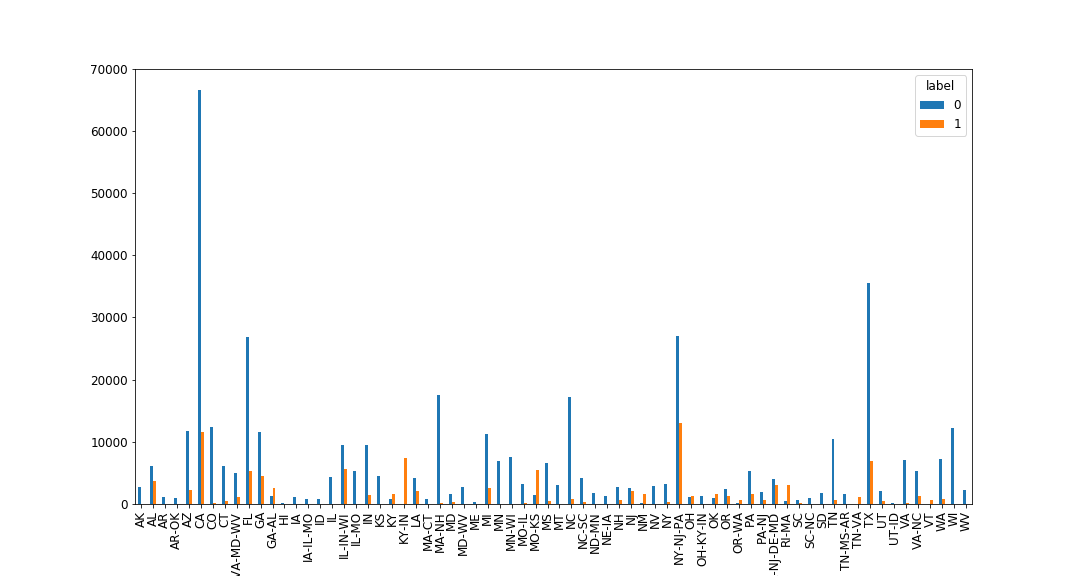 70000
60000
50000
40000
30000
20000
10000
0
label
0
1
AK
AL
AR
AR-OK
AZ
CA
CO
CT
VA-MD-WV
FL
GA
GA-AL
HI
IA
IA-IL-MO
ID
IL
IL-IN-WI
IL-MO
IN
KS
KY
KY-IN
LA
MA-CT
MA-NH
MD
MD-WV
ME
MI
MN
MN-WI
MO-IL
MO-KS
MS
MT
NC
NC-SC
ND-MN
NE-IA
NH
NJ
NM
NV
NY
NY-NJ-PA
OH
OH-KY-IN
OK
OR
OR-WA
PA
PA-NJ
-NJ-DE-MD
RI-MA
SC
SC-NC
SD
TN
TN-MS-AR
TN-VA
TX
UT
UT-ID
VA
VA-NC
VT
WA
WI
WV